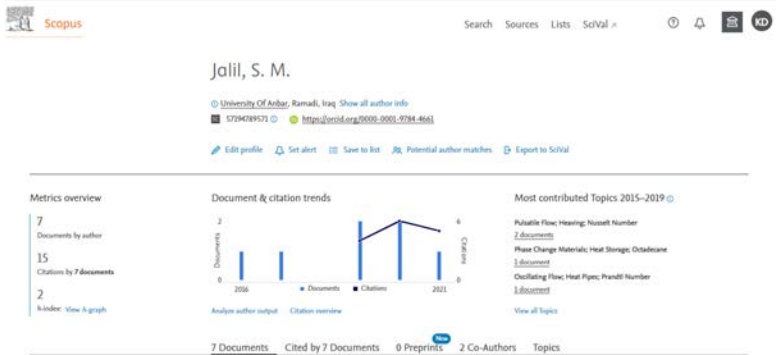 Scopus
Search Sources Lists SciVal
KD
Jalil, S. M.
University Of Anbar, Ramadi, Iraq Show all author info
SC 57194789571 iD https://orcid.org/0000-0001-9784-4661
Edit profile Set alert Save to list Potential author matches Export to SciVal
Metrics overview
7
Documents by author
15
Citations by 7 documents
2
h-index: View h-graph
Document & citation trends
2
Documents
0
6
Citations
0
2016
Documents Citations
2021
Analyze author output Citation overview
Most contributed Topics 2015–2019
Pulsatile Flow; Heaving; Nusselt Number
2 documents
Phase Change Materials; Heat Storage; Octadecane
1 document
Oscillating Flow; Heat Pipes; Prandtl Number
1 document
View all Topics
New
7 Documents Cited by 7 Documents 0 Preprints 2 Co-Authors Topics